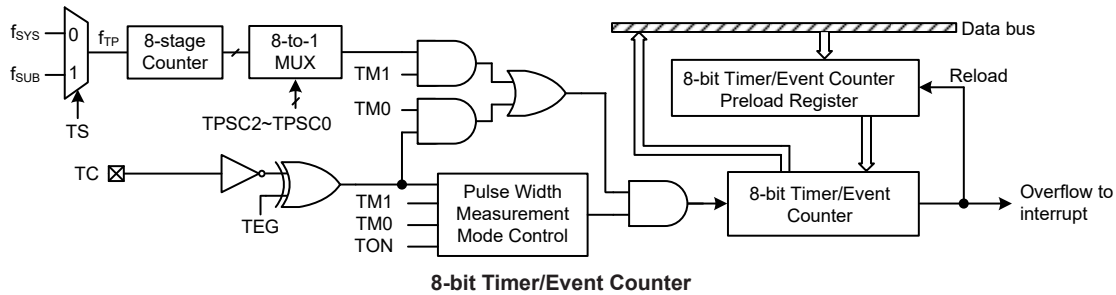 fSYS
0
fSUB
1
TS
fTP
8-stage
Counter
8-to-1
MUX
TPSC2~TPSC0
TM1
TM0
TC
TEG
TM1
TM0
TON
Pulse Width
Measurement
Mode Control
Data bus
8-bit Timer/Event Counter
Preload Register
Reload
8-bit Timer/Event
Counter
Overflow to
interrupt
8-bit Timer/Event Counter